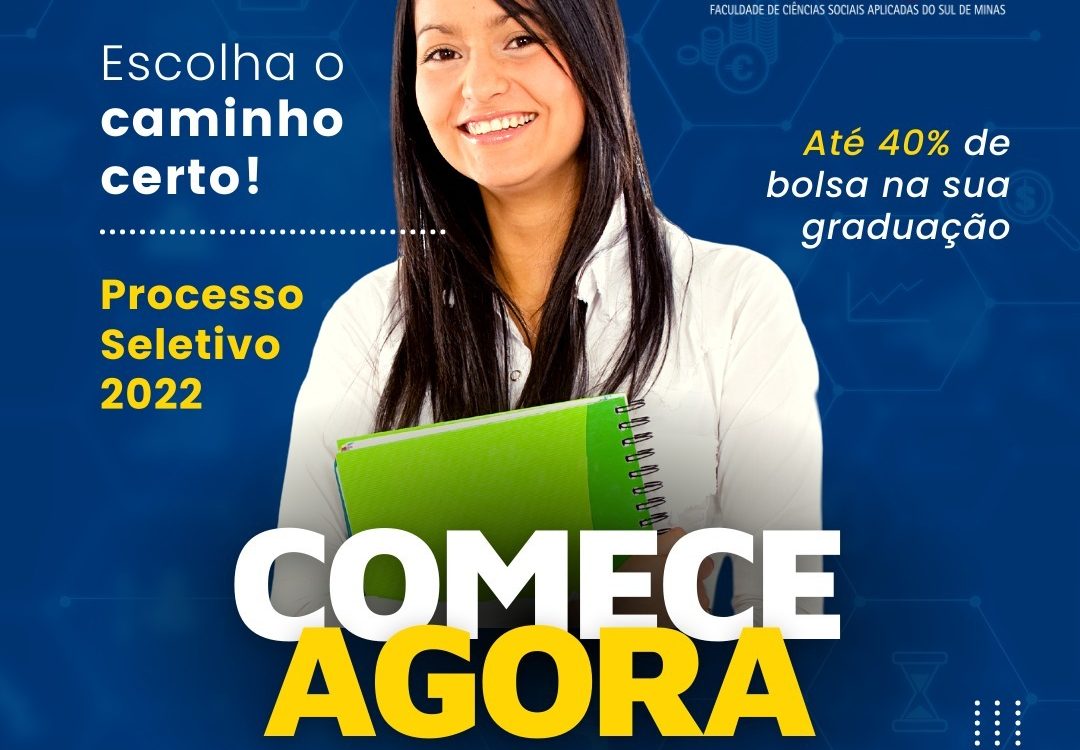 FACULDADE DE CIÊNCIAS SOCIAIS APLICADAS DO SUL DE MINAS
Escolha o
caminho
certo!
Até 40% de
bolsa na sua
graduação
Processo
Seletivo
2022
COMECE
AGORA